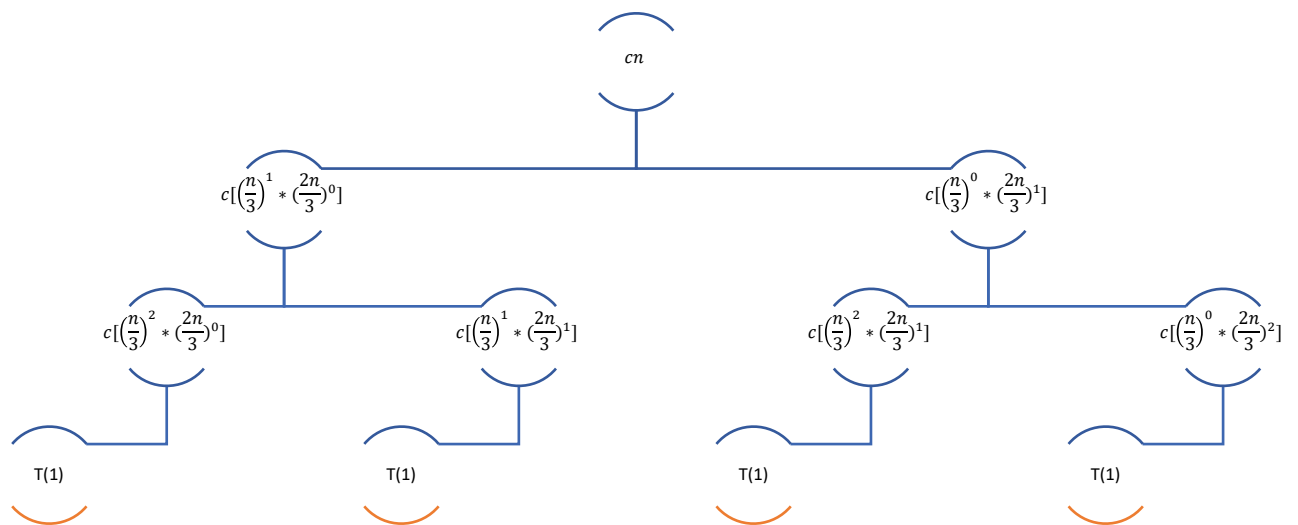 cn
c[(n/3)^1 * (2n/3)^0]
c[(n/3)^0 * (2n/3)^1]
c[(n/3)^2 * (2n/3)^0]
c[(n/3)^1 * (2n/3)^1]
c[(n/3)^2 * (2n/3)^1]
c[(n/3)^0 * (2n/3)^2]
T(1)
T(1)
T(1)
T(1)